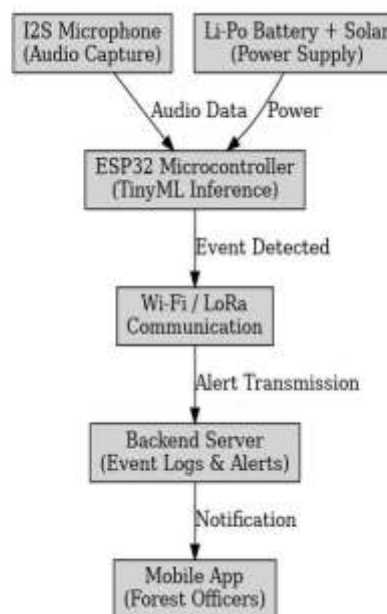 I2S Microphone
(Audio Capture)
Li-Po Battery + Solar
(Power Supply)
Audio Data
Power
ESP32 Microcontroller
(TinyML Inference)
Event Detected
Wi-Fi / LoRa
Communication
Alert Transmission
Backend Server
(Event Logs & Alerts)
Notification
Mobile App
(Forest Officers)